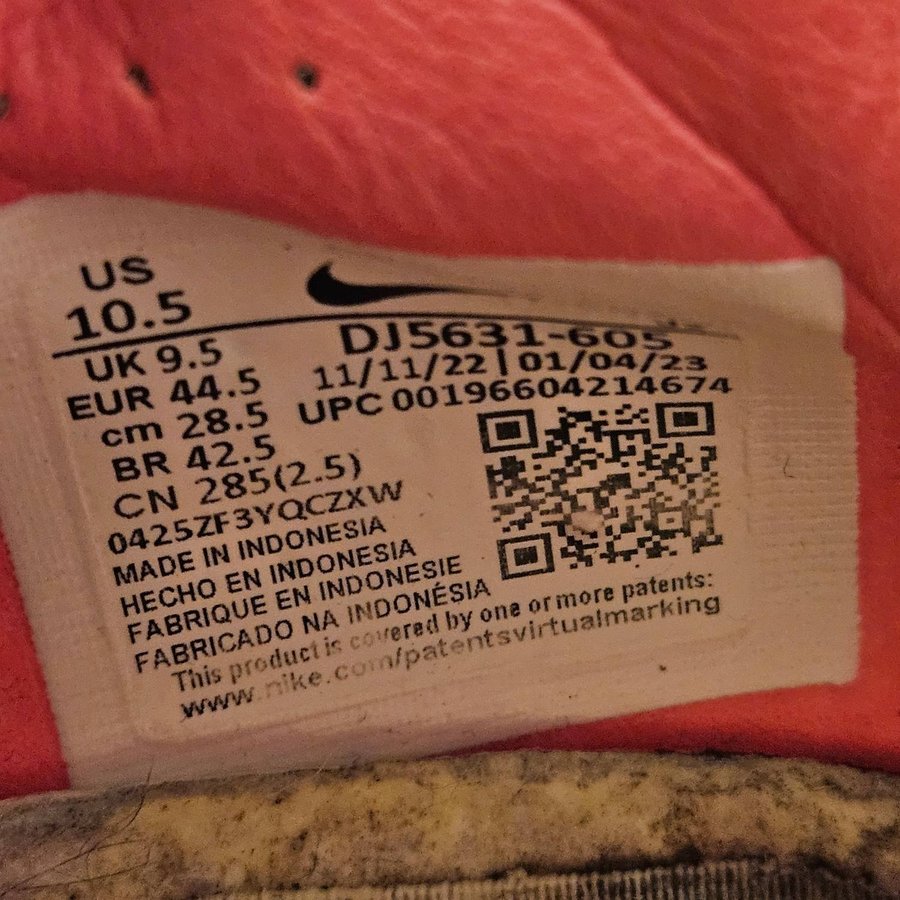 US
10.5
DJ5631-605
UK 9.5
11/11/22 | 01/04/23
EUR 44.5
UPC 00196604214674
cm 28.5
BR 42.5
CN 285(2.5)
0425ZF3YQCZXW
MADE IN INDONESIA
HECHO EN INDONESIA
FABRIQUE EN INDONESIE
FABRICADO NA INDONÉSIA
This product is covered by one or more patents:
www.nike.com/patentsvirtualmarking